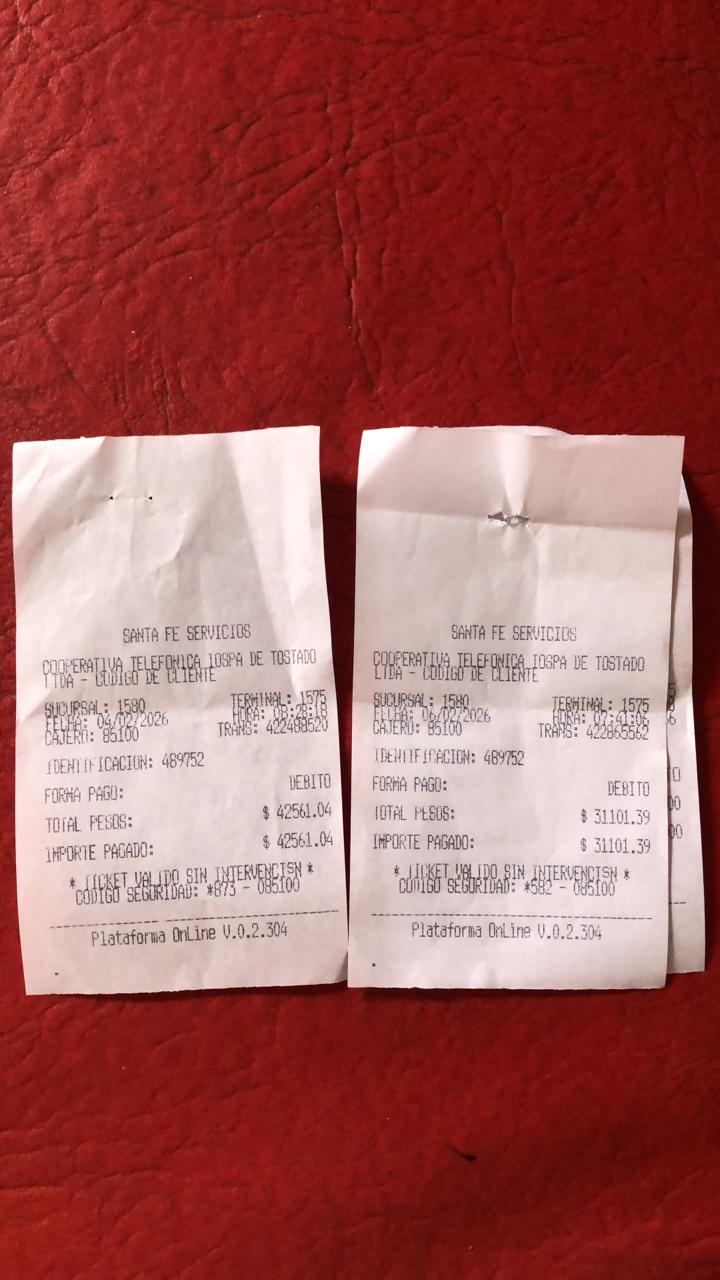 SANTA FE SERVICIOS
COOPERATIVA TELEFONICA IOSPA DE TOSTADO
LTDA - CODIGO DE CLIENTE
SUCURSAL: 1580 TERMINAL: 1575
FECHA: 04/02/2026 HORA: 08:28:18
CAJERO: 85100 TRANS: 422488520
IDENTIFICACION: 489752
FORMA PAGO: DEBITO
TOTAL PESOS: $ 42561.04
IMPORTE PAGADO: $ 42561.04
* TICKET VALIDO SIN INTERVENCISN *
CODIGO SEGURIDAD: *873 - 085100
Plataforma OnLine V.0.2.304
SANTA FE SERVICIOS
COOPERATIVA TELEFONICA IOSPA DE TOSTADO
LTDA - CODIGO DE CLIENTE
SUCURSAL: 1580 TERMINAL: 1575
FECHA: 06/02/2026 HORA: 07:41:06
CAJERO: 85100 TRANS: 422865562
IDENTIFICACION: 489752
FORMA PAGO: DEBITO
TOTAL PESOS: $ 31101.39
IMPORTE PAGADO: $ 31101.39
* TICKET VALIDO SIN INTERVENCISN *
CODIGO SEGURIDAD: *582 - 085100
Plataforma OnLine V.0.2.304